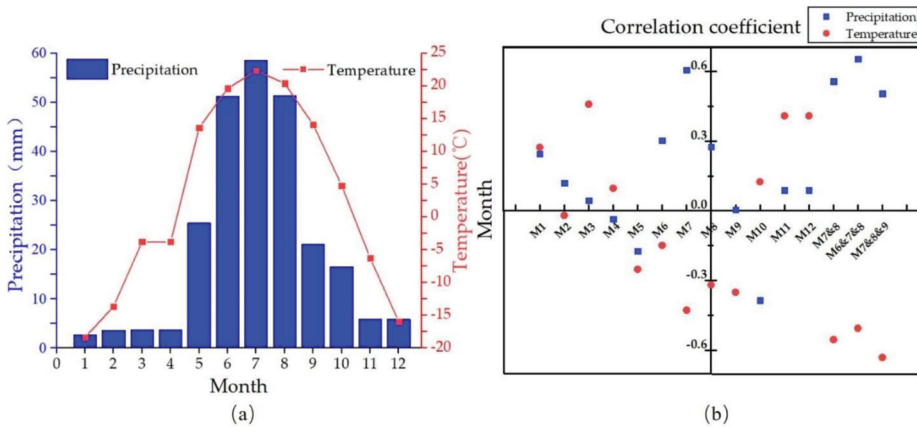 (a)
60
50
40
30
20
10
0
Precipitation（mm）
Precipitation
Temperature
25
20
15
10
5
0
-5
-10
-15
-20
Temperature(℃)
0 1 2 3 4 5 6 7 8 9 10 11 12
Month
(a)
Correlation coefficient
Precipitation
Temperature
0.6
0.3
0.0
-0.3
-0.6
Month
M1 M2 M3 M4 M5 M6 M7 M8 M9 M10 M11 M12 M7&8 M6&7&8 M7&8&9
(b)